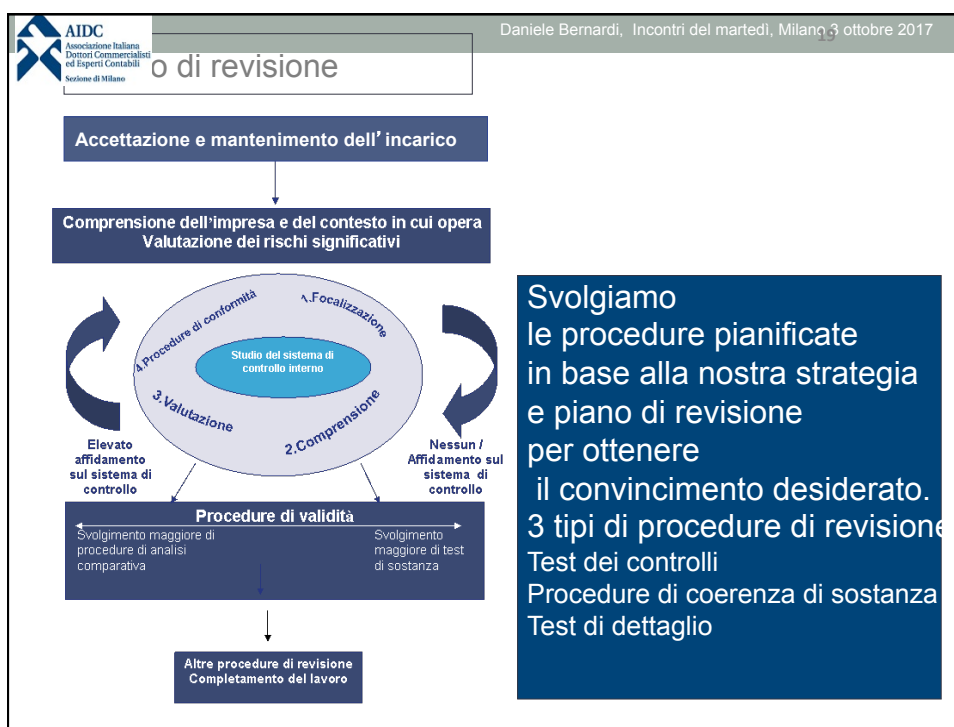 AIDC
Associazione Italiana
Dottori Commercialisti
ed Esperti Contabili
Sezione di Milano
Daniele Bernardi, Incontri del martedì, Milano 3 ottobre 2017
19
o di revisione
Accettazione e mantenimento dell' incarico
Comprensione dell'impresa e del contesto in cui opera
Valutazione dei rischi significativi
1.Focalizzazione
2.Comprensione
3.Valutazione
4.Procedure di conformità
Studio del sistema di
controllo interno
Elevato
affidamento
sul sistema di
controllo
Nessun /
Affidamento sul
sistema di
controllo
Procedure di validità
Svolgimento maggiore di
procedure di analisi
comparativa
Svolgimento
maggiore di test
di sostanza
Altre procedure di revisione
Completamento del lavoro
Svolgiamo
le procedure pianificate
in base alla nostra strategia
e piano di revisione
per ottenere
il convincimento desiderato.
3 tipi di procedure di revisione
Test dei controlli
Procedure di coerenza di sostanza
Test di dettaglio